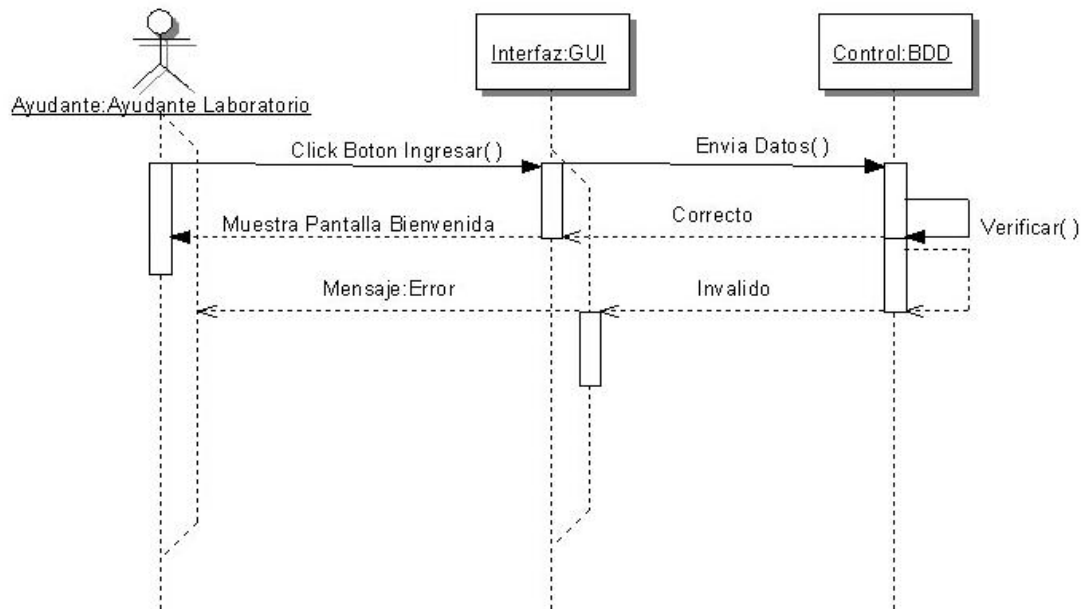 Interfaz:GUI
Control:BDD
Ayudante:Ayudante Laboratorio
Click Boton Ingresar( )
Envia Datos( )
Muestra Pantalla Bienvenida
Correcto
Verificar( )
Mensaje:Error
Invalido